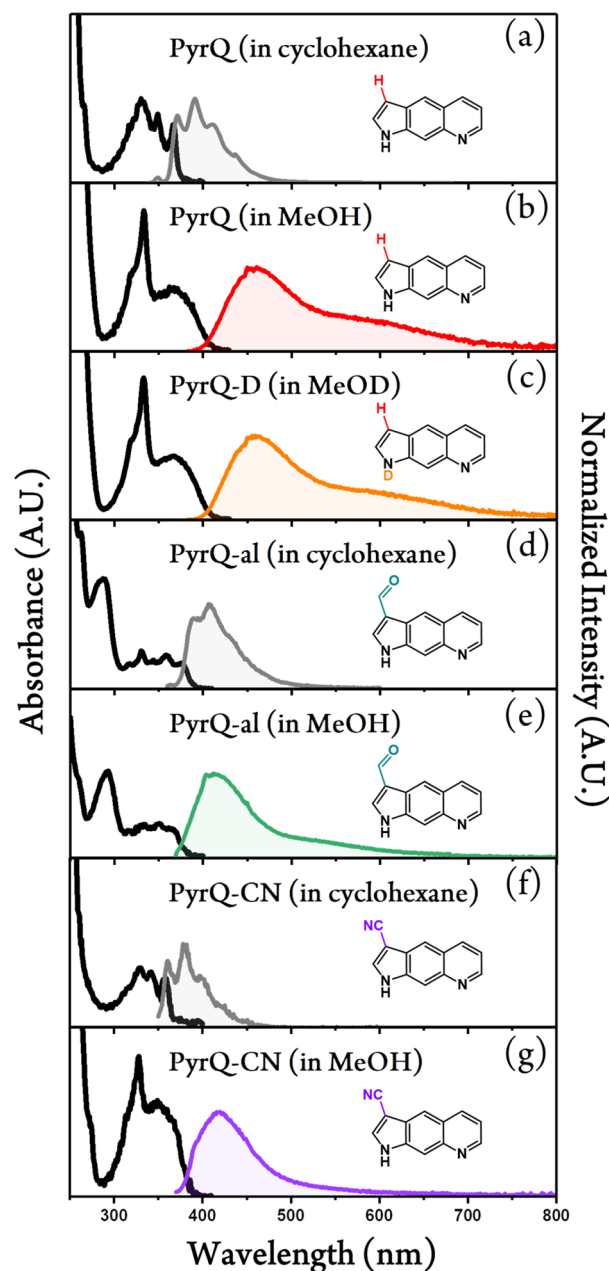 PyrQ (in cyclohexane)
(a)
H
N
H
N
PyrQ (in MeOH)
(b)
H
N
H
N
PyrQ-D (in MeOD)
(c)
H
N
D
N
PyrQ-al (in cyclohexane)
(d)
O
N
H
N
PyrQ-al (in MeOH)
(e)
O
N
H
N
PyrQ-CN (in cyclohexane)
(f)
NC
N
H
N
PyrQ-CN (in MeOH)
(g)
NC
N
H
N
Absorbance (A.U.)
Normalized Intensity (A.U.)
300 400 500 600 700 800
Wavelength (nm)